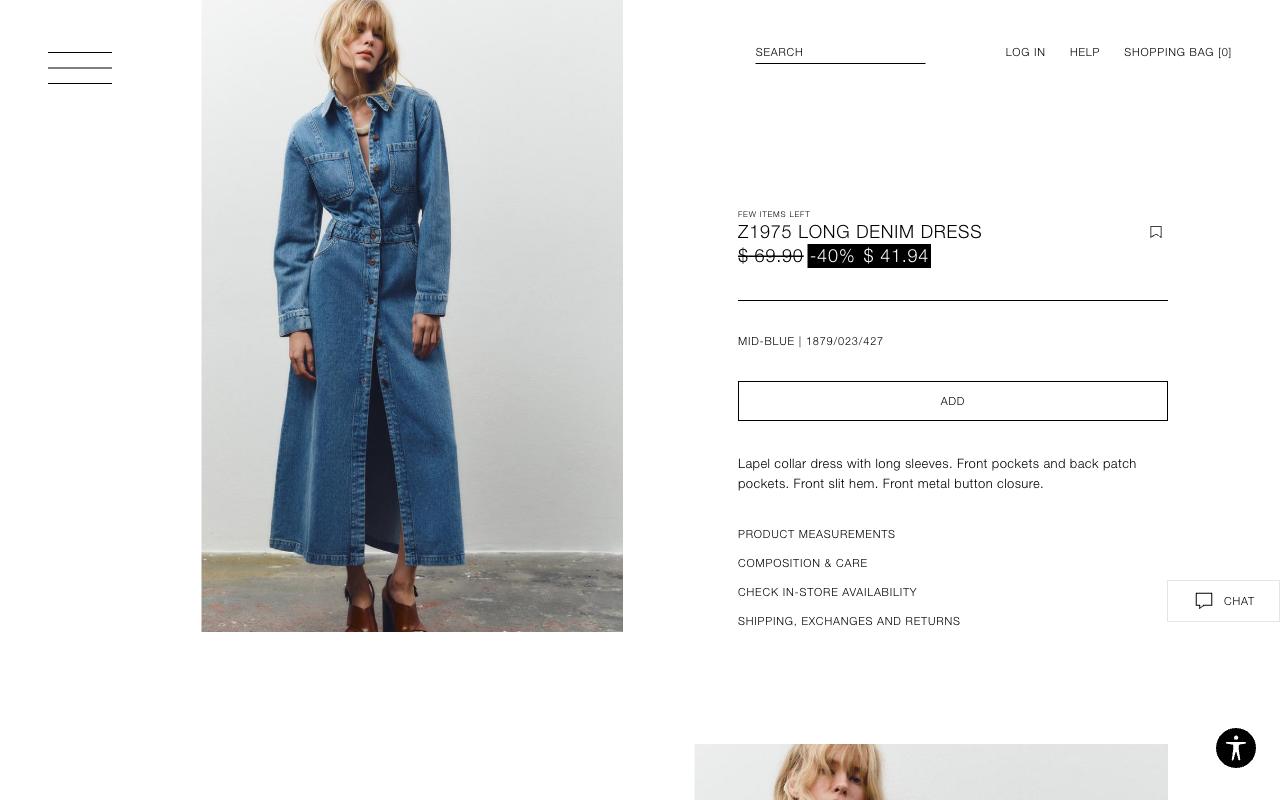 SEARCH
LOG IN
HELP
SHOPPING BAG [0]
FEW ITEMS LEFT
Z1975 LONG DENIM DRESS
$ 69.90 -40% $ 41.94
MID-BLUE | 1879/023/427
ADD
Lapel collar dress with long sleeves. Front pockets and back patch
pockets. Front slit hem. Front metal button closure.
PRODUCT MEASUREMENTS
COMPOSITION & CARE
CHECK IN-STORE AVAILABILITY
SHIPPING, EXCHANGES AND RETURNS
CHAT